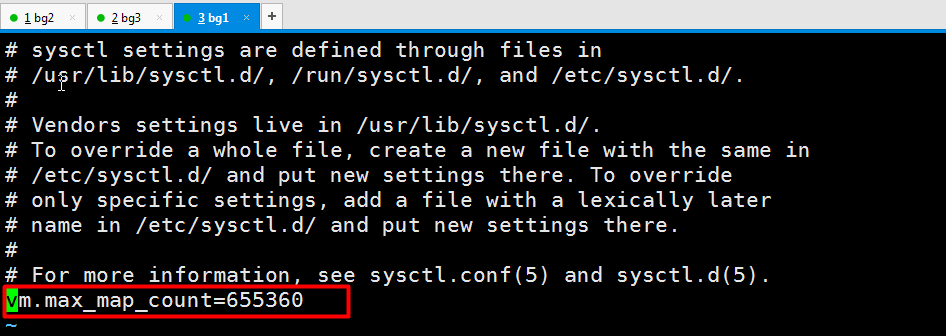 1 bg2 × 2 bg3 × 3 bg1 × +
# sysctl settings are defined through files in
# /usr/lib/sysctl.d/, /run/sysctl.d/, and /etc/sysctl.d/.
#
# Vendors settings live in /usr/lib/sysctl.d/.
# To override a whole file, create a new file with the same in
# /etc/sysctl.d/ and put new settings there. To override
# only specific settings, add a file with a lexically later
# name in /etc/sysctl.d/ and put new settings there.
#
# For more information, see sysctl.conf(5) and sysctl.d(5).
vm.max_map_count=655360
~